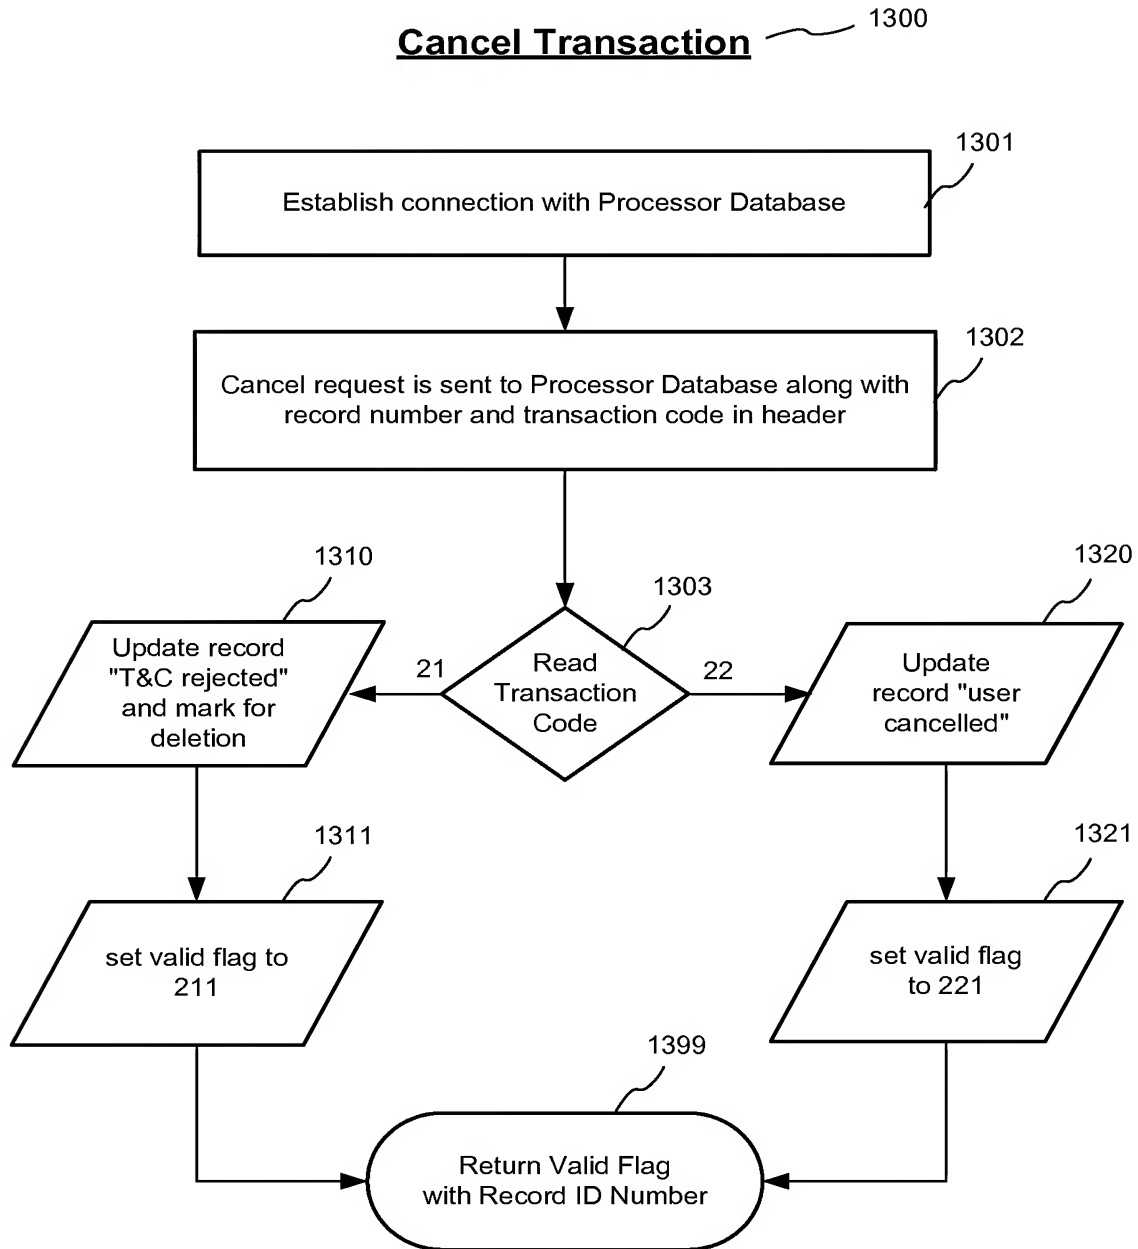 Cancel Transaction
1300
1301
Establish connection with Processor Database
1302
Cancel request is sent to Processor Database along with
record number and transaction code in header
1310
1303
1320
Update record
"T&C rejected"
and mark for
deletion
21
Read
Transaction
Code
22
Update
record "user
cancelled"
1311
1321
set valid flag to
211
set valid flag
to 221
1399
Return Valid Flag
with Record ID Number